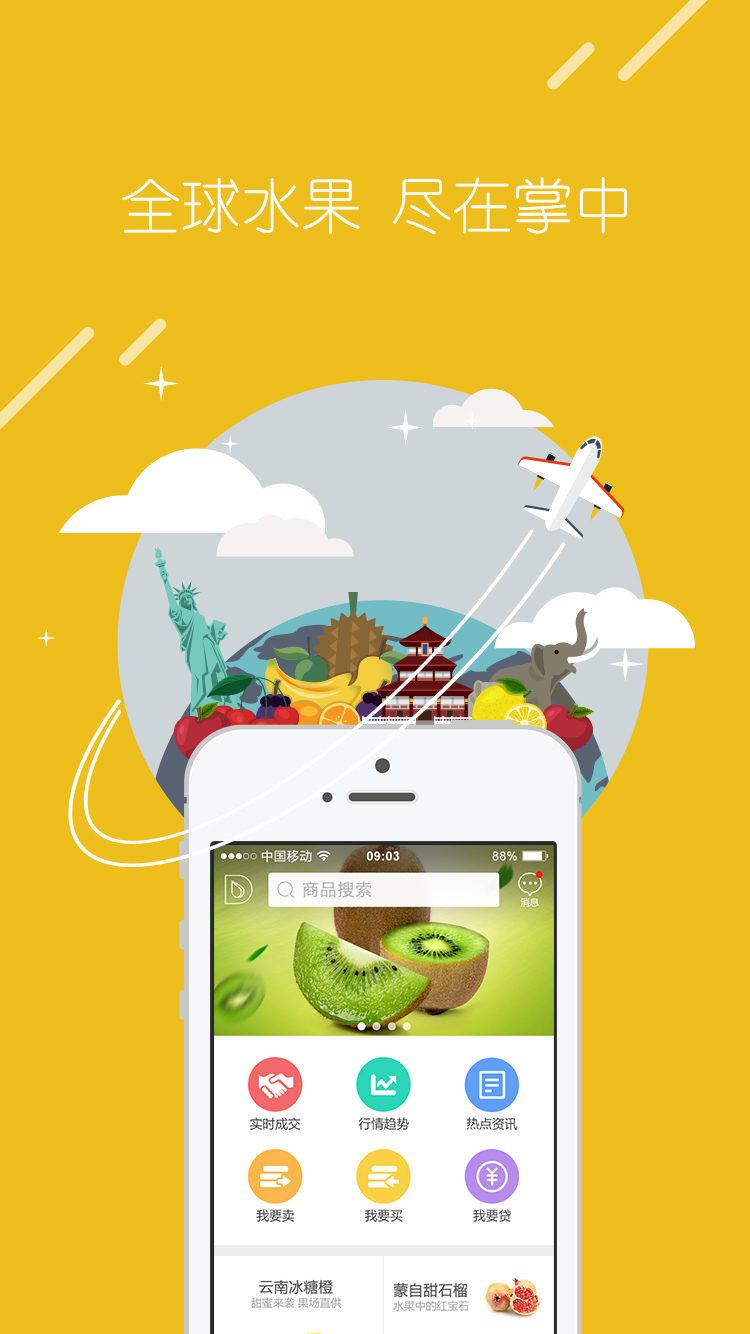 全球水果 尽在掌中
中国移动 09:03 88%
商品搜索
消息
实时成交 行情趋势 热点资讯
我要卖 我要买 我要贷
云南冰糖橙
甜蜜来袭 果场直供
蒙自甜石榴
水果中的红宝石